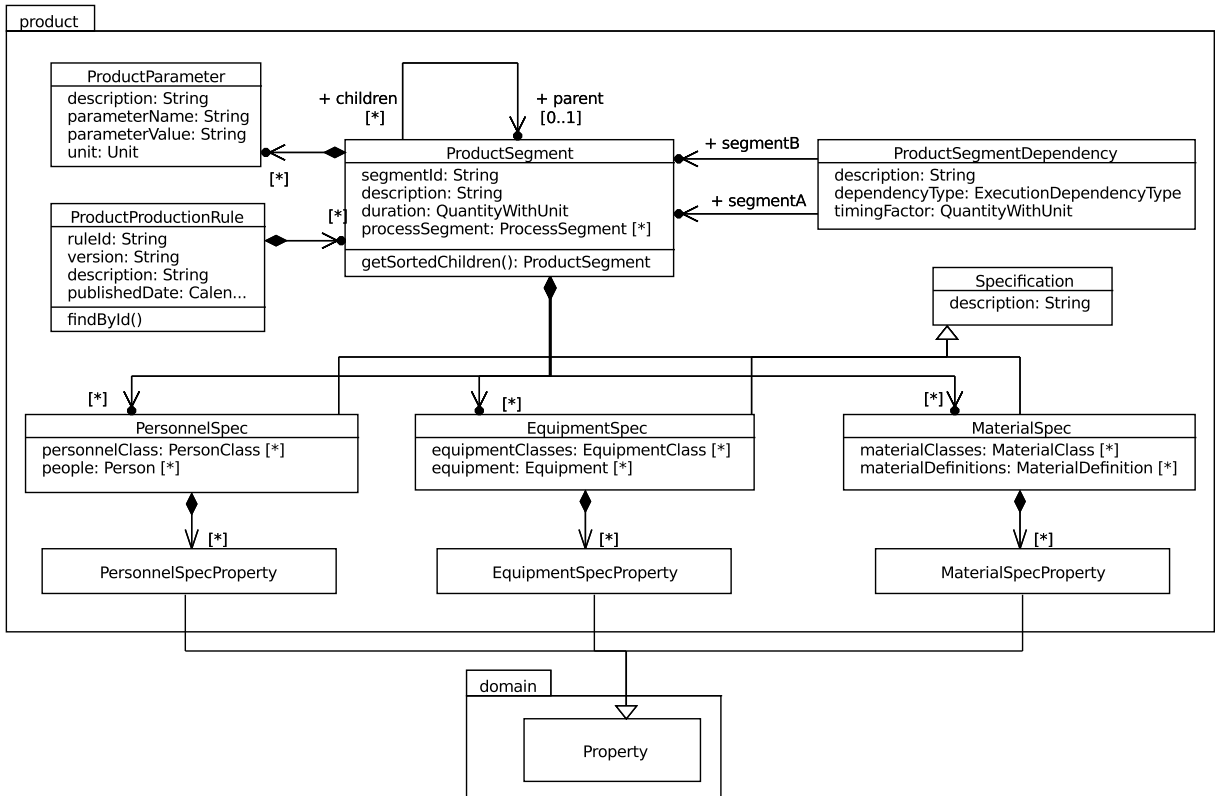 product
ProductParameter
description: String
parameterName: String
parameterValue: String
unit: Unit
[*]
+ children
[*]
+ parent
[0..1]
ProductSegment
segmentId: String
description: String
duration: QuantityWithUnit
processSegment: ProcessSegment [*]
getSortedChildren(): ProductSegment
+ segmentB
+ segmentA
ProductSegmentDependency
description: String
dependencyType: ExecutionDependencyType
timingFactor: QuantityWithUnit
ProductProductionRule
ruleId: String
version: String
description: String
publishedDate: Calen...
findById()
[*]
Specification
description: String
[*]
[*]
[*]
PersonnelSpec
personnelClass: PersonClass [*]
people: Person [*]
EquipmentSpec
equipmentClasses: EquipmentClass [*]
equipment: Equipment [*]
MaterialSpec
materialClasses: MaterialClass [*]
materialDefinitions: MaterialDefinition [*]
[*]
[*]
[*]
PersonnelSpecProperty
EquipmentSpecProperty
MaterialSpecProperty
domain
Property